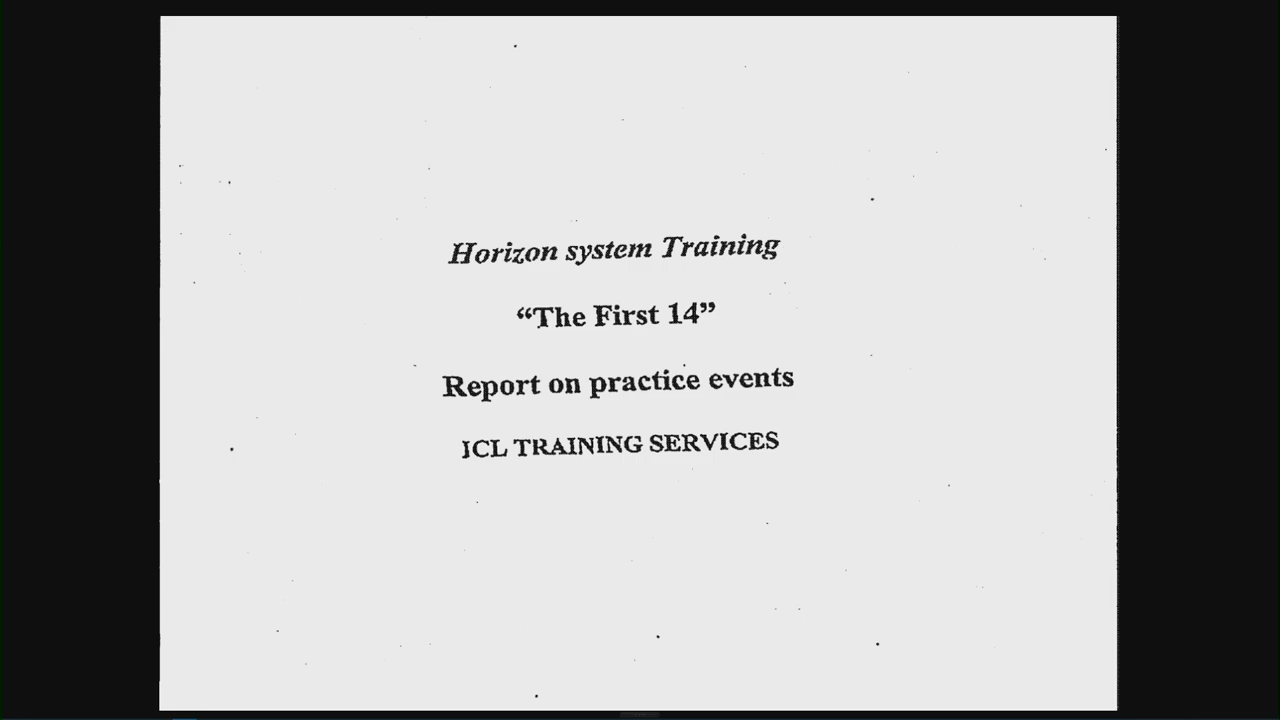 Horizon system Training
“The First 14”
Report on practice events
ICL TRAINING SERVICES